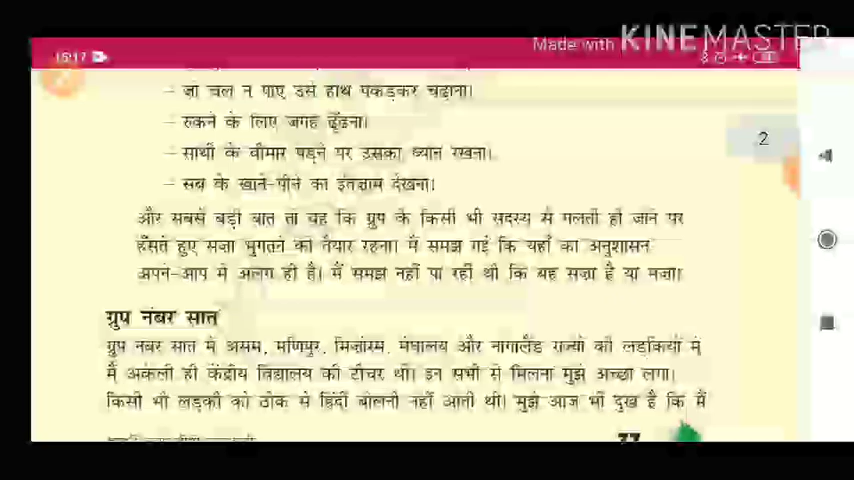 Made with KINEMASTER
15:17
– जो चल न पाए उसे हाथ पकड़कर चढ़ाना।
2
– रुकने के लिए जगह ढूँढना।
– साथी के बीमार पड़ने पर उसका ध्यान रखना।
– सब के खाने-पीने का इंतज़ाम देखना।
और सबसे बड़ी बात तो यह कि ग्रुप के किसी भी सदस्य से गलती हो जाने पर
हँसते हुए सज़ा भुगतने को तैयार रहना। मैं समझ गई कि यहाँ का अनुशासन
अपने-आप में अलग ही है। मैं समझ नहीं पा रही थी कि यह सज़ा है या मज़ा।
ग्रुप नंबर सात
ग्रुप नंबर सात में असम, मणिपुर, मिज़ोरम, मेघालय और नागालैंड राज्यों की लड़कियों में
मैं अकेली ही केंद्रीय विद्यालय की टीचर थी। इन सभी से मिलना मुझे अच्छा लगा।
किसी भी लड़की को ठीक से हिंदी बोलनी नहीं आती थी। मुझे आज भी दुख है कि मैं